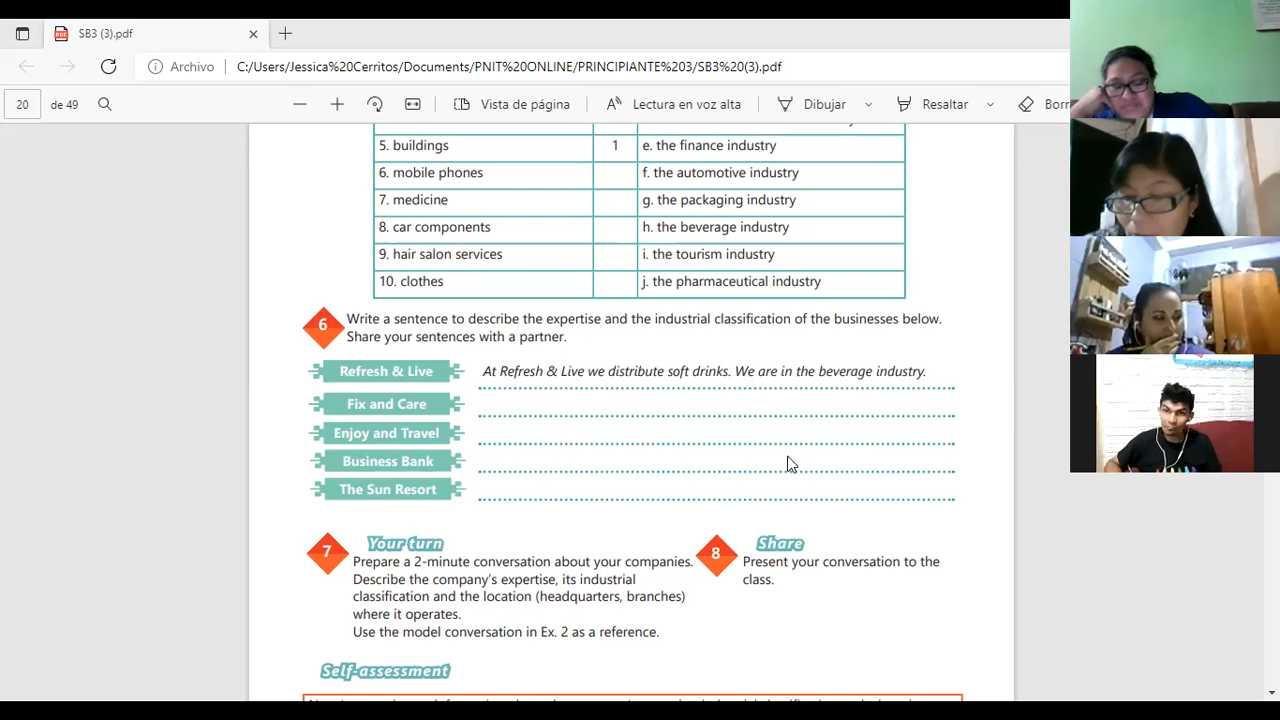 SB3 (3).pdf
Archivo C:/Users/Jessica%20Cerritos/Documents/PNIT%20ONLINE/PRINCIPIANTE%203/SB3%20(3).pdf
20 de 49 Vista de página Lectura en voz alta Dibujar Resaltar Borr
5. buildings 1 e. the finance industry
6. mobile phones f. the automotive industry
7. medicine g. the packaging industry
8. car components h. the beverage industry
9. hair salon services i. the tourism industry
10. clothes j. the pharmaceutical industry
6 Write a sentence to describe the expertise and the industrial classification of the businesses below.
Share your sentences with a partner.
Refresh & Live At Refresh & Live we distribute soft drinks. We are in the beverage industry.
Fix and Care
Enjoy and Travel
Business Bank
The Sun Resort
7 Your turn
Prepare a 2-minute conversation about your companies.
Describe the company's expertise, its industrial
classification and the location (headquarters, branches)
where it operates.
Use the model conversation in Ex. 2 as a reference.
8 Share
Present your conversation to the
class.
Self-assessment